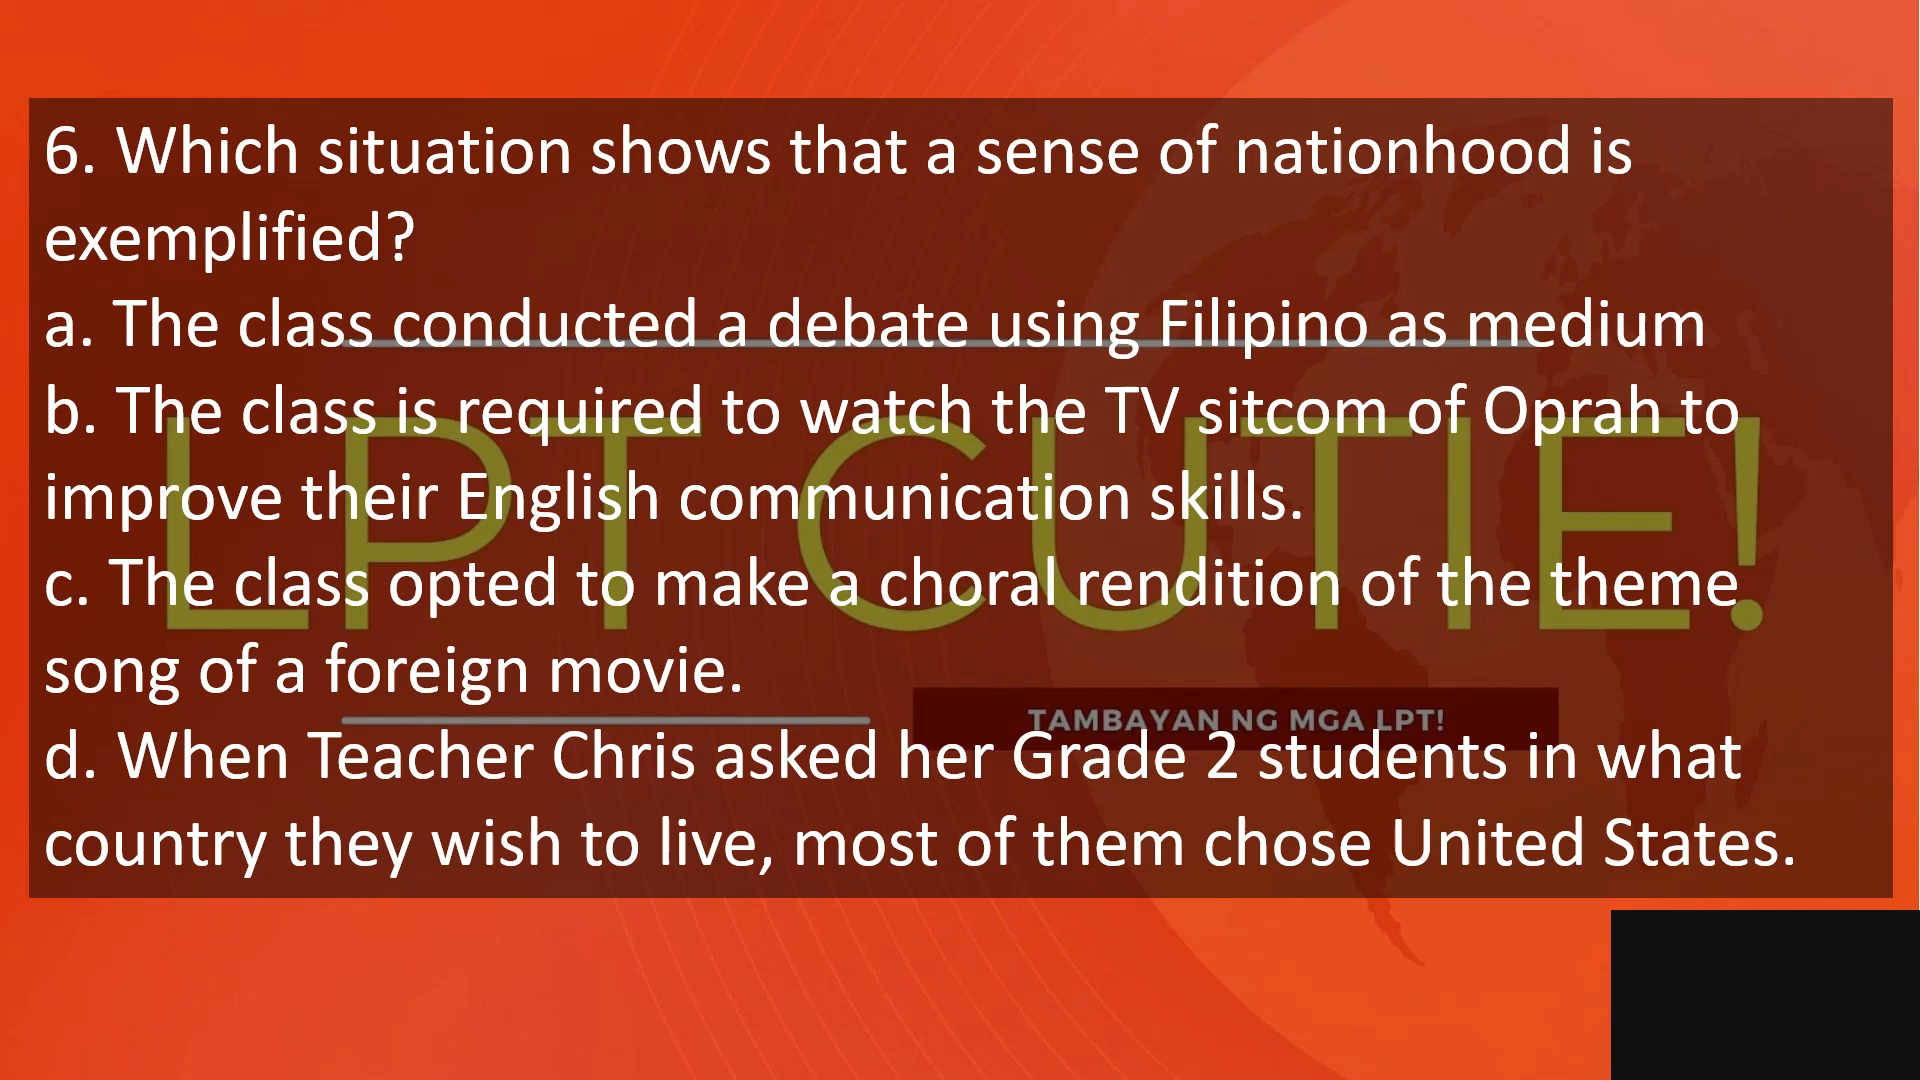 6. Which situation shows that a sense of nationhood is
exemplified?
a. The class conducted a debate using Filipino as medium
b. The class is required to watch the TV sitcom of Oprah to
improve their English communication skills.
c. The class opted to make a choral rendition of the theme
song of a foreign movie.
d. When Teacher Chris asked her Grade 2 students in what
country they wish to live, most of them chose United States.
LPT CUTIE!
TAMBAYAN NG MGA LPT!